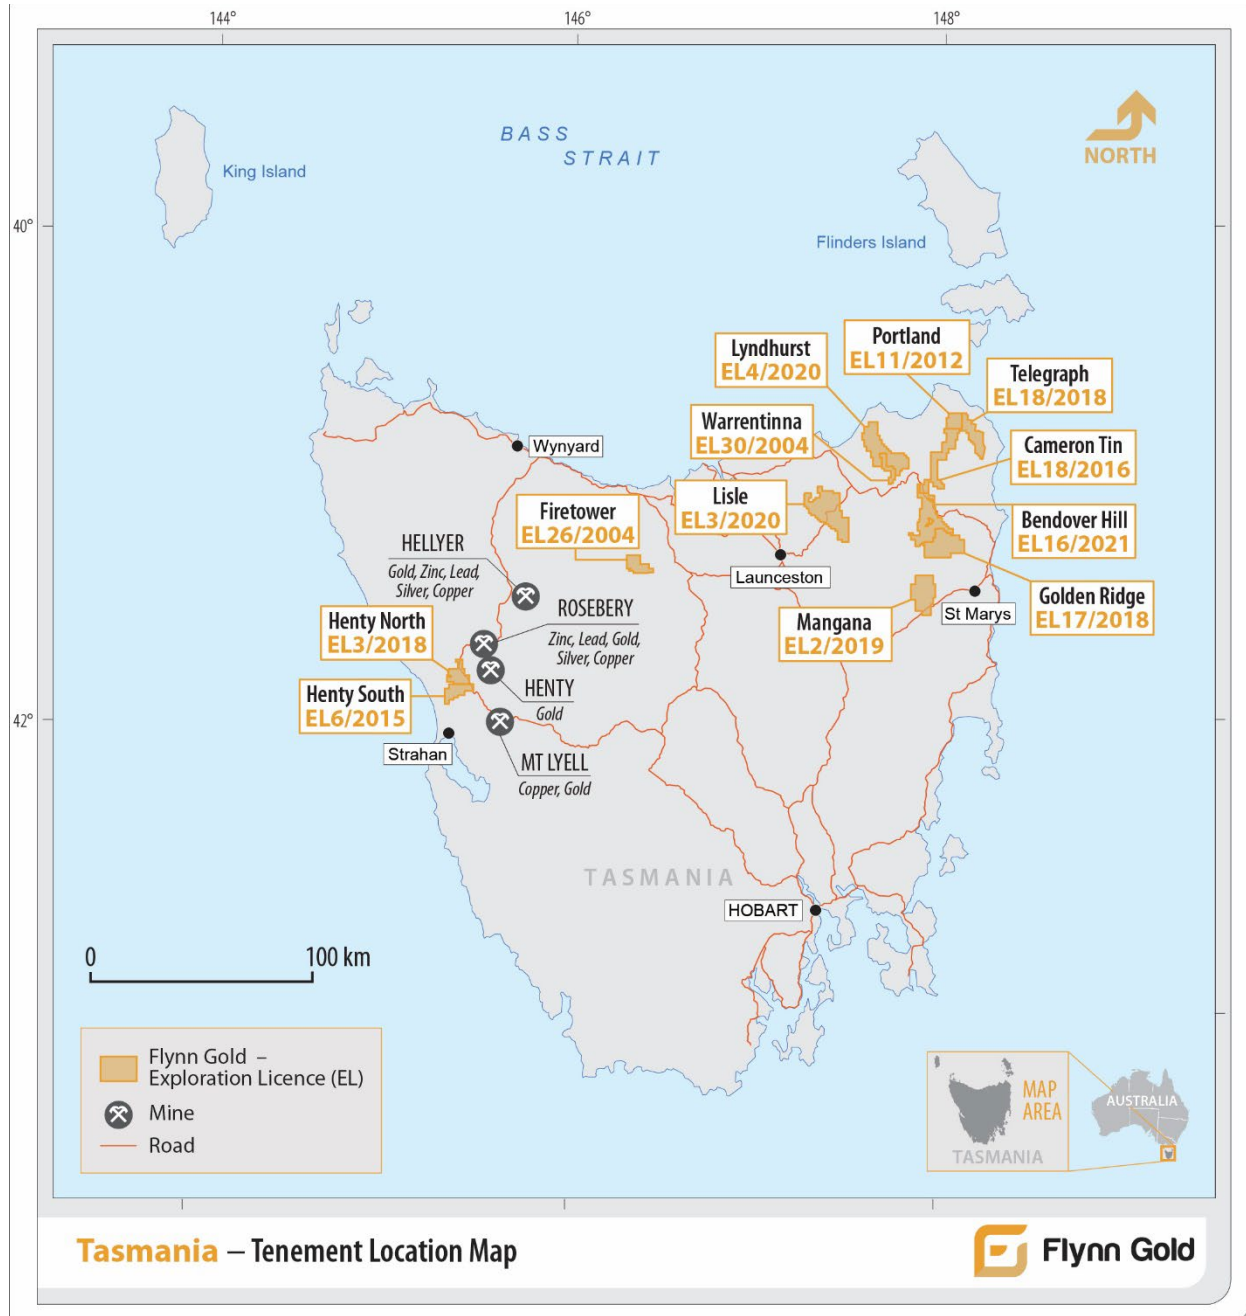 144°
146°
148°
BASS
STRAIT
NORTH
King Island
40°
Flinders Island
Portland
EL11/2012
Lyndhurst
EL4/2020
Telegraph
EL18/2018
Warrentinna
EL30/2004
Cameron Tin
EL18/2016
Wynyard
Lisle
EL3/2020
Firetower
EL26/2004
Bendover Hill
EL16/2021
HELLYER
Gold, Zinc, Lead,
Silver, Copper
Launceston
Golden Ridge
EL17/2018
ROSEBERY
Zinc, Lead, Gold,
Silver, Copper
St Marys
Henty North
EL3/2018
Mangana
EL2/2019
HENTY
Gold
Henty South
EL6/2015
42°
Strahan
MT LYELL
Copper, Gold
TASMANIA
HOBART
0
100 km
Flynn Gold –
Exploration Licence (EL)
Mine
Road
MAP
AREA
AUSTRALIA
TASMANIA
144°
146°
148°
Tasmania – Tenement Location Map
Flynn Gold